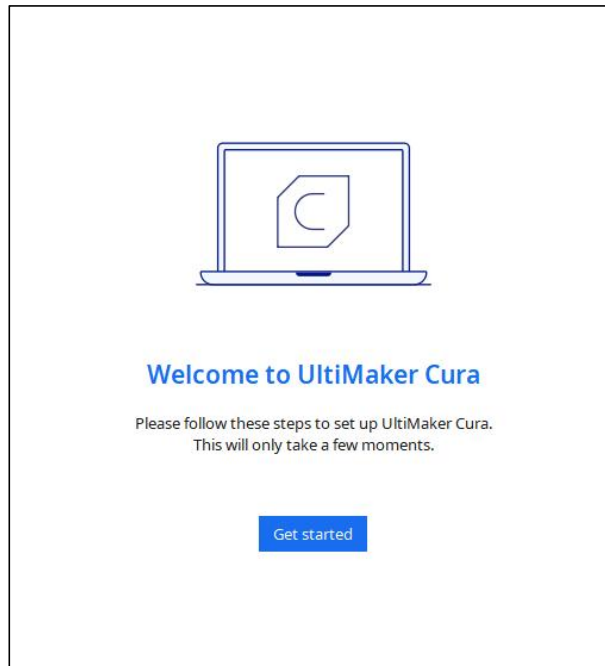 Welcome to UltiMaker Cura
Please follow these steps to set up UltiMaker Cura.
This will only take a few moments.
Get started